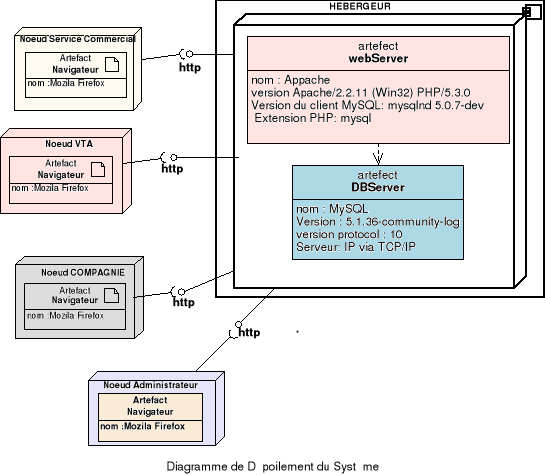 HEBERGEUR
Noeud Service Commercial
Artefact
Navigateur
nom :Mozila Firefox
http
artefect
webServer
nom : Appache
version Apache/2.2.11 (Win32) PHP/5.3.0
Version du client MySQL: mysqlnd 5.0.7-dev
Extension PHP: mysql
Noeud VTA
Artefact
Navigateur
nom :Mozila Firefox
http
artefect
DBServer
nom : MySQL
Version : 5.1.36-community-log
version protocol : 10
Serveur: IP via TCP/IP
Noeud COMPAGNIE
Artefact
Navigateur
nom :Mozila Firefox
http
http
Noeud Administrateur
Artefact
Navigateur
nom :Mozila Firefox
Diagramme de D poilement du Syst me